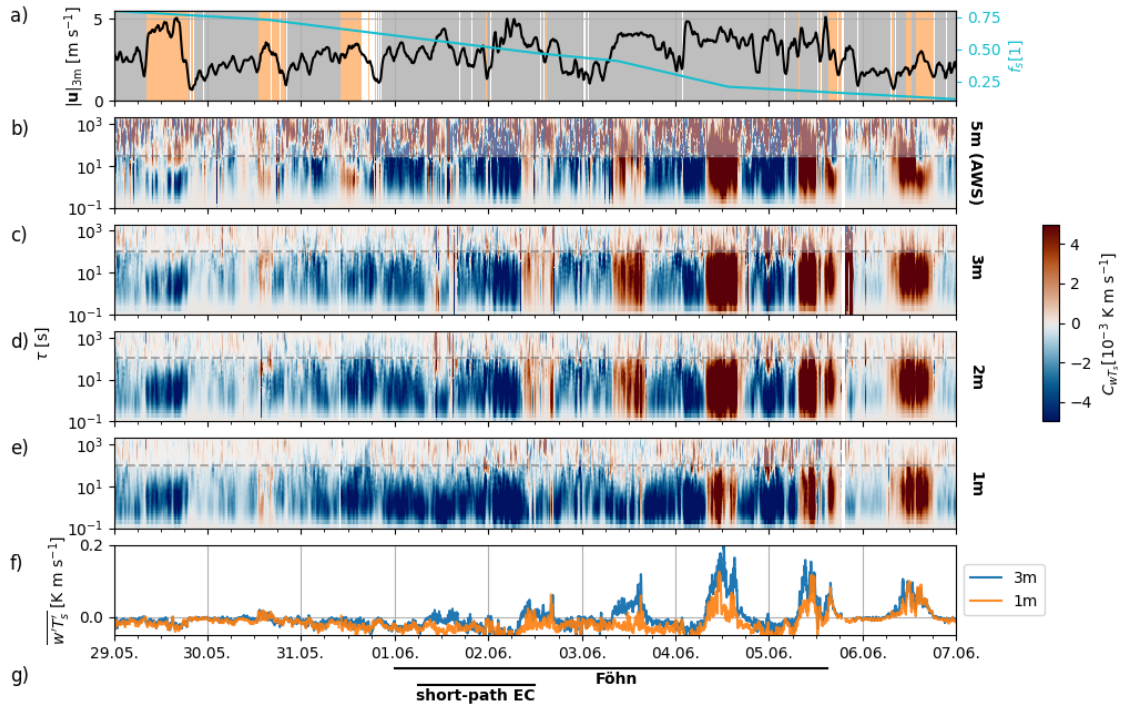 a)
|u|3m [m s⁻¹]
5
0
0.75
0.50
0.25
fs[1]
b)
10³
10¹
10⁻¹
5m (AWS)
c)
10³
10¹
10⁻¹
3m
d)
τ [s]
10³
10¹
10⁻¹
2m
e)
10³
10¹
10⁻¹
1m
4
2
0
−2
−4
CwTs[10⁻³ K m s⁻¹]
f)
w′T′s [K m s⁻¹]
0.2
0.0
3m
1m
29.05.
30.05.
31.05.
01.06.
02.06.
03.06.
04.06.
05.06.
06.06.
07.06.
g)
Föhn
short-path EC